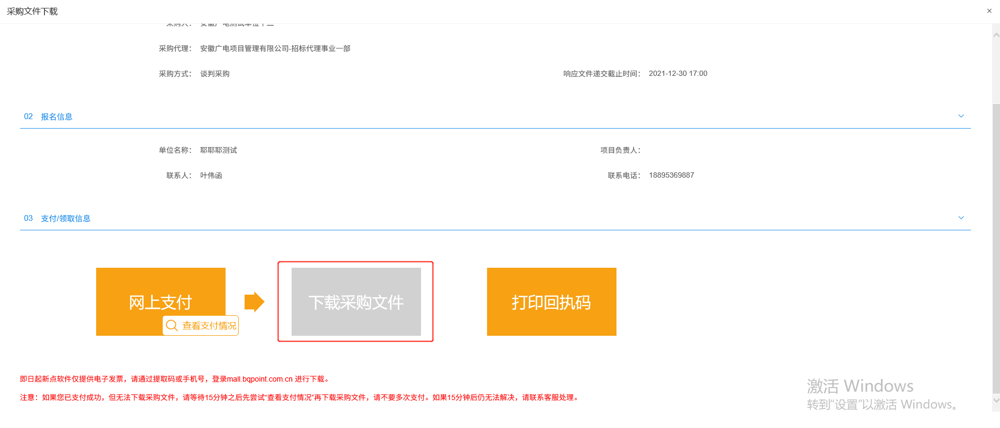 采购文件下载
采购代理： 安徽广电项目管理有限公司-招标代理事业一部
采购方式： 谈判采购 响应文件递交截止时间： 2021-12-30 17:00
02 报名信息
单位名称： 耶耶耶测试 项目负责人：
联系人： 叶伟函 联系电话： 18895369887
03 支付/领取信息
网上支付
查看支付情况
下载采购文件
打印回执码
即日起新点软件仅提供电子发票，请通过提取码或手机号，登录mall.bqpoint.com.cn 进行下载。
注意：如果您已支付成功，但无法下载采购文件，请等待15分钟之后先尝试“查看支付情况”再下载采购文件，请不要多次支付。如果15分钟后仍无法解决，请联系客服处理。
激活 Windows
转到“设置”以激活 Windows。